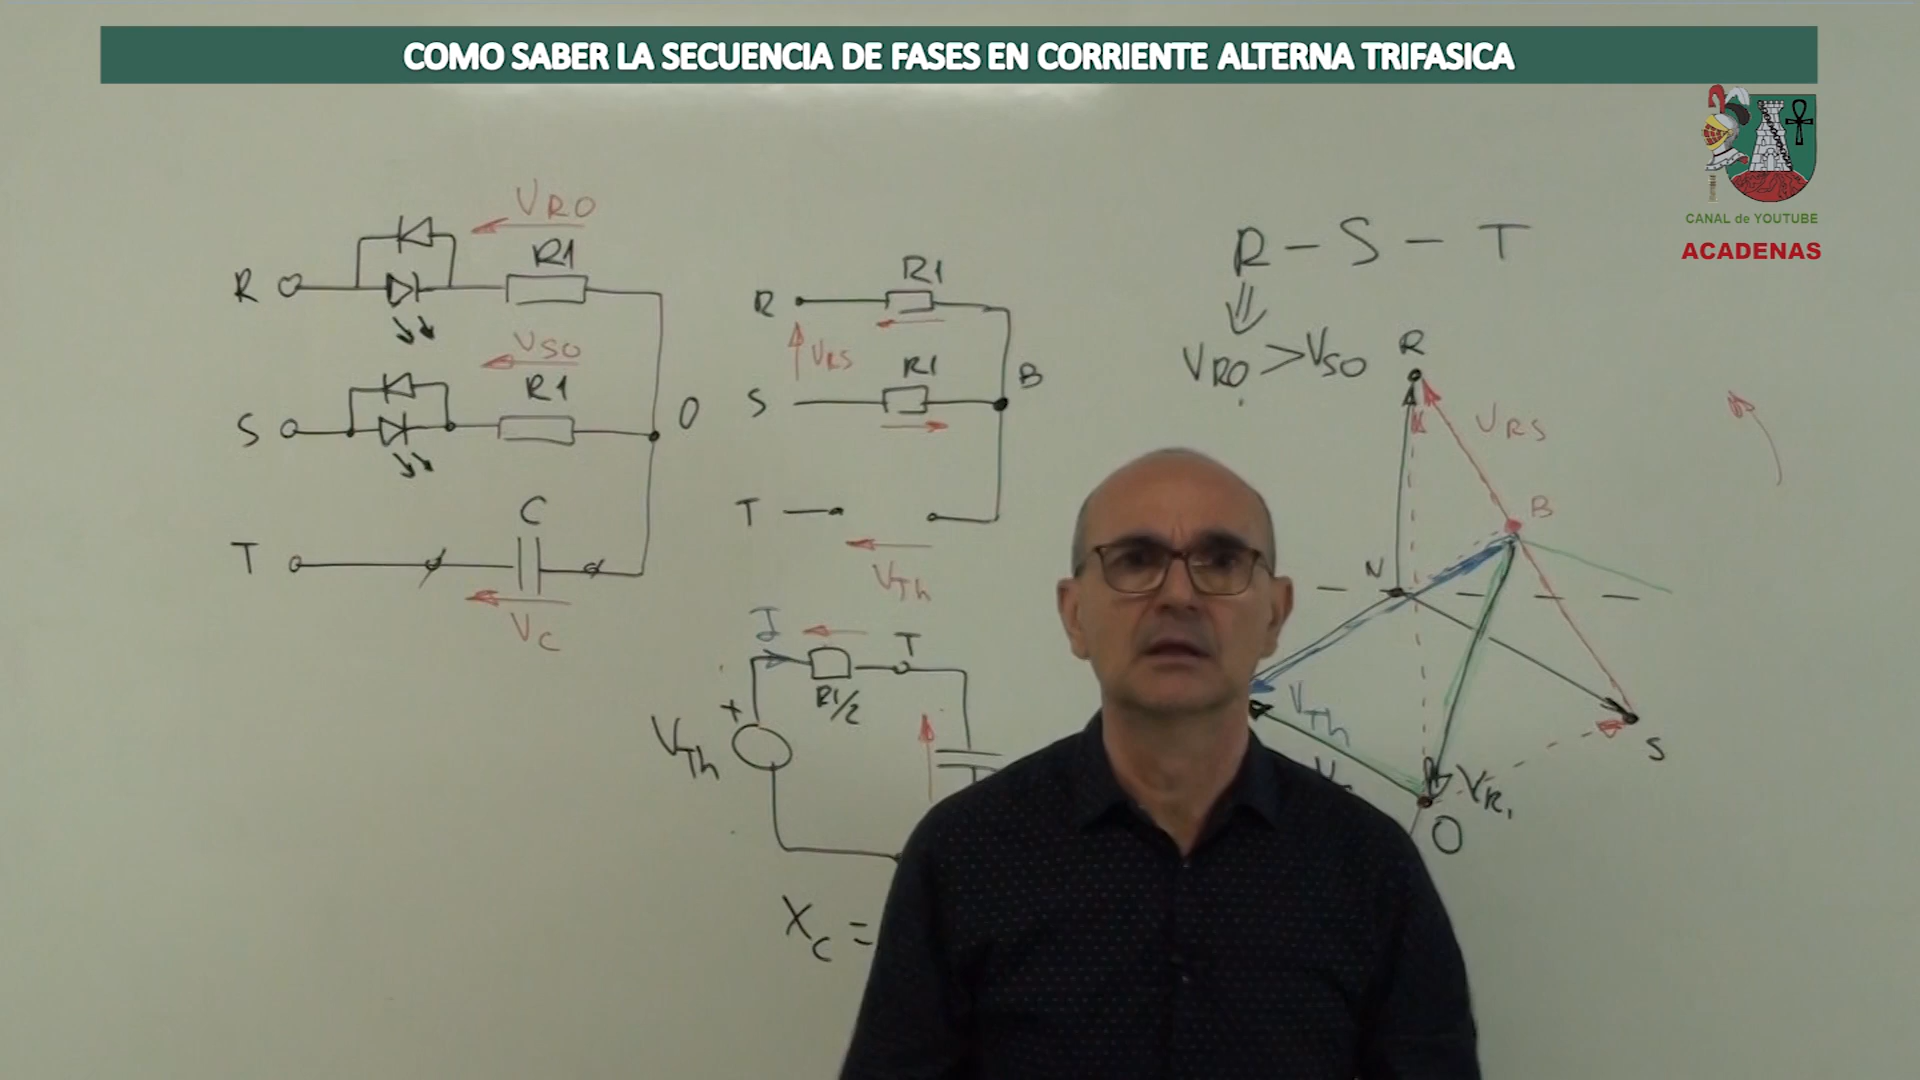 COMO SABER LA SECUENCIA DE FASES EN CORRIENTE ALTERNA TRIFASICA
CANAL de YOUTUBE
ACADENAS
VRO
R
R1
VSO
S
R1
O
T
C
VC
R
R1
VRS
S
R1
B
T
VTh
I
T
R1/2
+
VTh
XC =
R – S – T
VRO > VSO
R
VRS
B
N
VTh
S
VR1
O